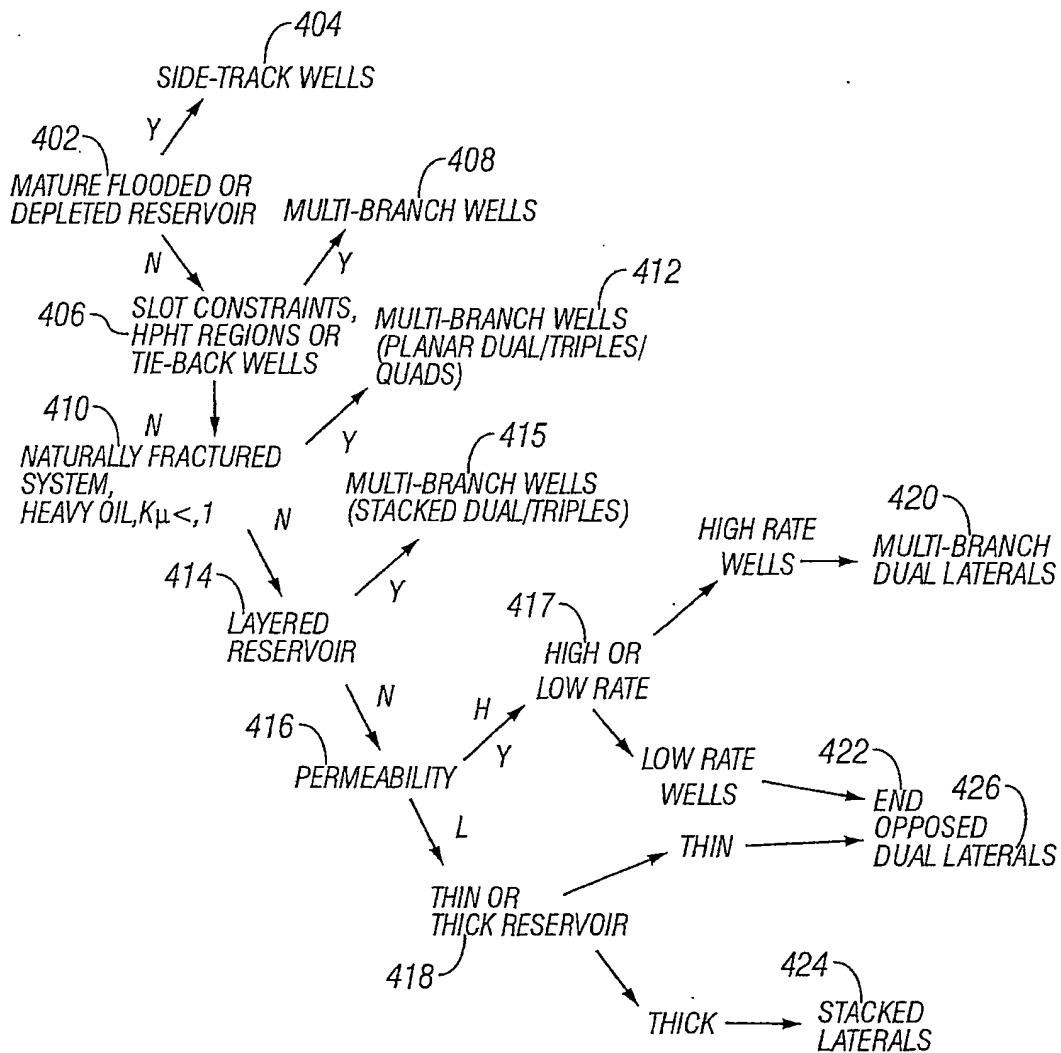 404
SIDE-TRACK WELLS
Y
402
MATURE FLOODED OR
DEPLETED RESERVOIR
408
MULTI-BRANCH WELLS
N
Y
406
SLOT CONSTRAINTS,
HPHT REGIONS OR
TIE-BACK WELLS
412
MULTI-BRANCH WELLS
(PLANAR DUAL/TRIPLES/
QUADS)
410
N
Y
NATURALLY FRACTURED
SYSTEM,
HEAVY OIL,Kμ<,1
415
MULTI-BRANCH WELLS
(STACKED DUAL/TRIPLES)
N
Y
414
LAYERED
RESERVOIR
N
416
PERMEABILITY
H
Y
417
HIGH OR
LOW RATE
HIGH RATE
WELLS
420
MULTI-BRANCH
DUAL LATERALS
LOW RATE
WELLS
422
426
END
OPPOSED
DUAL LATERALS
L
THIN
THIN OR
THICK RESERVOIR
418
THICK
424
STACKED
LATERALS